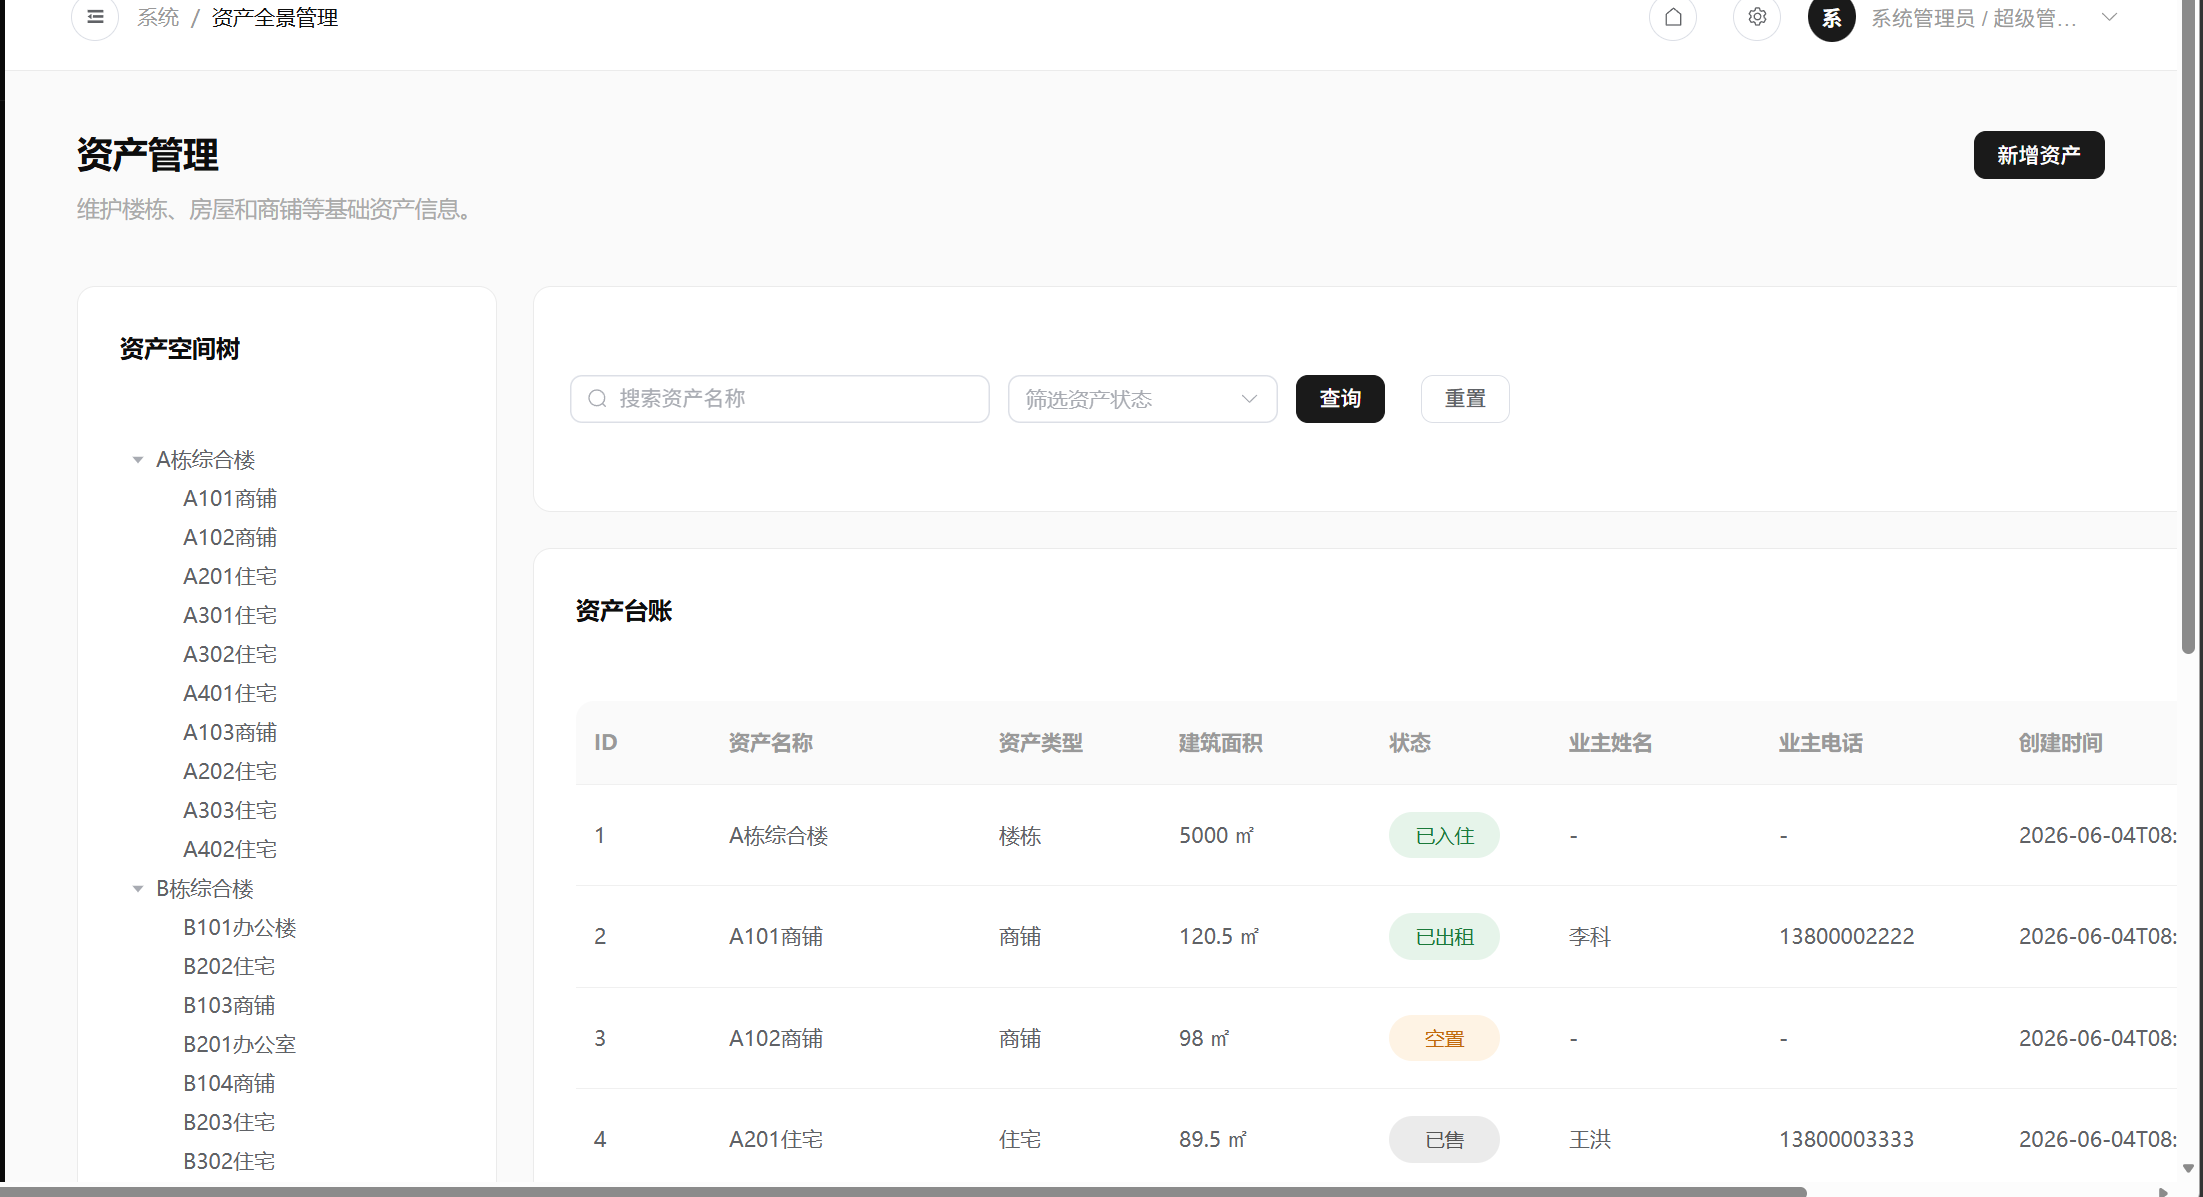 系统 / 资产全景管理
系 系统管理员 / 超级管...
资产管理
新增资产
维护楼栋、房屋和商铺等基础资产信息。
资产空间树
A栋综合楼
A101商铺
A102商铺
A201住宅
A301住宅
A302住宅
A401住宅
A103商铺
A202住宅
A303住宅
A402住宅
B栋综合楼
B101办公楼
B202住宅
B103商铺
B201办公室
B104商铺
B203住宅
B302住宅
搜索资产名称 筛选资产状态 查询 重置
资产台账
ID 资产名称 资产类型 建筑面积 状态 业主姓名 业主电话 创建时间
1 A栋综合楼 楼栋 5000 ㎡ 已入住 - - 2026-06-04T08:
2 A101商铺 商铺 120.5 ㎡ 已出租 李科 13800002222 2026-06-04T08:
3 A102商铺 商铺 98 ㎡ 空置 - - 2026-06-04T08:
4 A201住宅 住宅 89.5 ㎡ 已售 王洪 13800003333 2026-06-04T08: